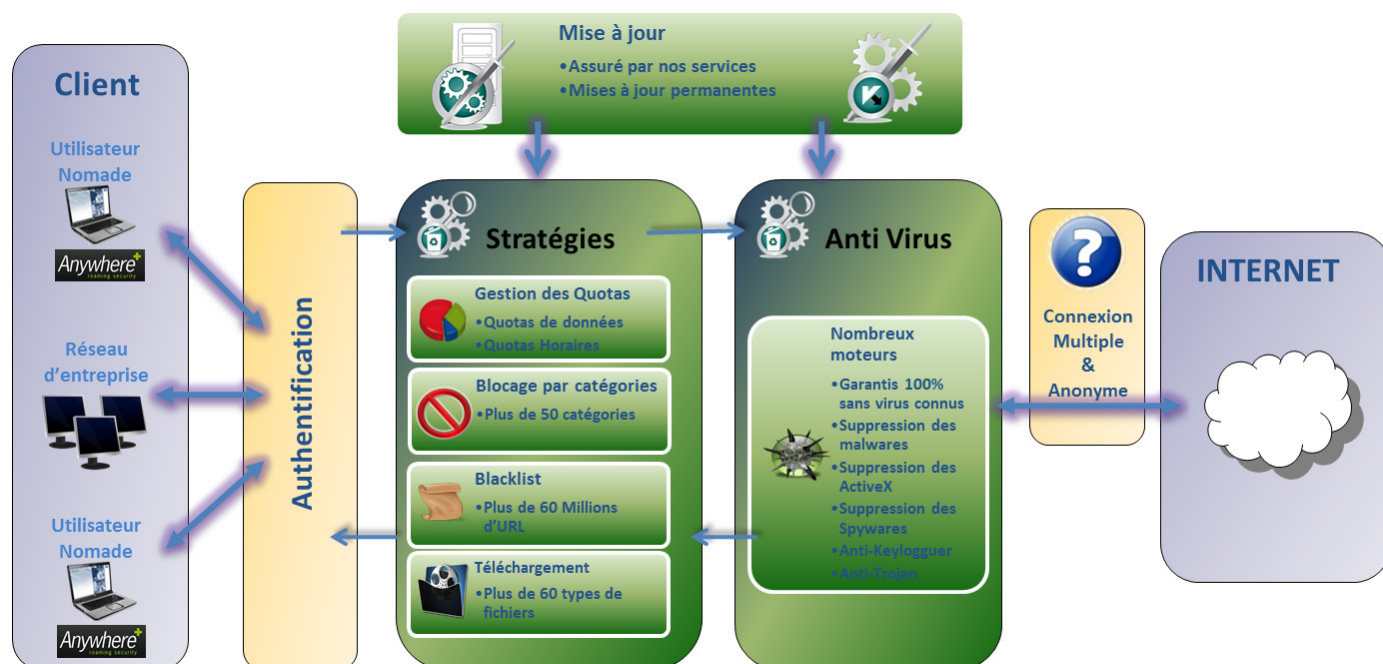 Mise à jour
•Assuré par nos services
•Mises à jour permanentes
Client
Utilisateur
Nomade
Anywhere+
roaming security
Réseau
d'entreprise
Utilisateur
Nomade
Anywhere+
roaming security
Authentification
Stratégies
Gestion des Quotas
•Quotas de données
•Quotas Horaires
Blocage par catégories
•Plus de 50 catégories
Blacklist
•Plus de 60 Millions
d'URL
Téléchargement
•Plus de 60 types de
fichiers
Anti Virus
Nombreux
moteurs
•Garantis 100%
sans virus connus
•Suppression des
malwares
•Suppression des
ActiveX
•Suppression des
Spywares
•Anti-Keylogguer
•Anti-Trojan
?
Connexion
Multiple
&
Anonyme
INTERNET